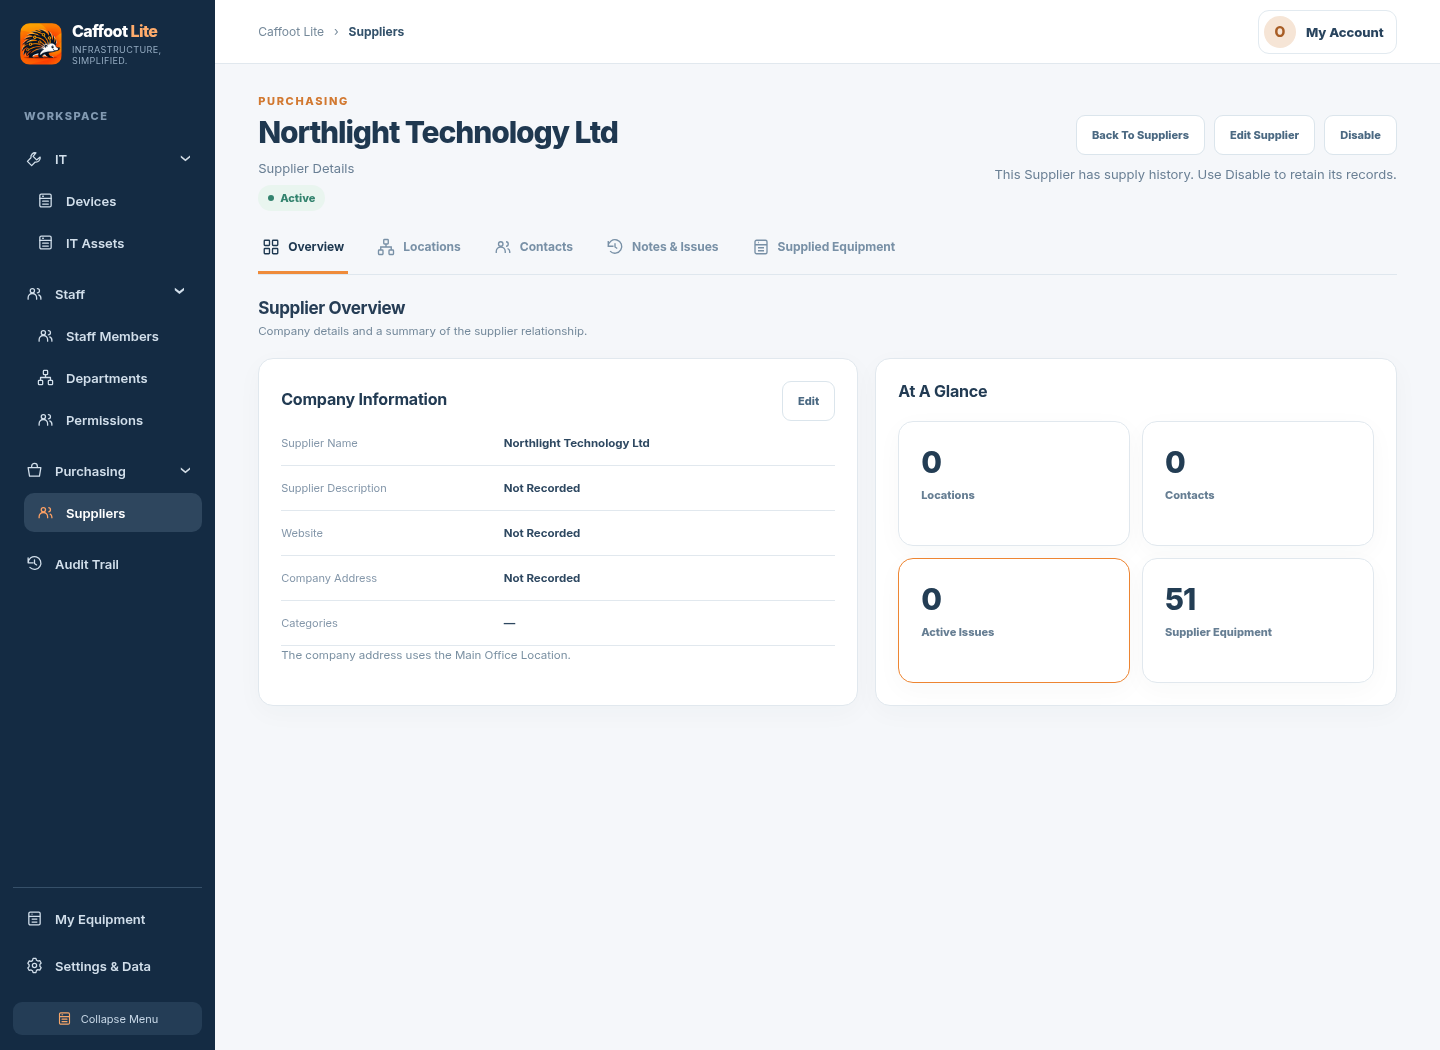 Caffoot Lite
INFRASTRUCTURE,
SIMPLIFIED.
WORKSPACE
IT
Devices
IT Assets
Staff
Staff Members
Departments
Permissions
Purchasing
Suppliers
Audit Trail
My Equipment
Settings & Data
Collapse Menu
Caffoot Lite › Suppliers
O My Account
PURCHASING
Northlight Technology Ltd
Supplier Details
Active
Back To Suppliers Edit Supplier Disable
This Supplier has supply history. Use Disable to retain its records.
Overview Locations Contacts Notes & Issues Supplied Equipment
Supplier Overview
Company details and a summary of the supplier relationship.
Company Information Edit
Supplier Name Northlight Technology Ltd
Supplier Description Not Recorded
Website Not Recorded
Company Address Not Recorded
Categories —
The company address uses the Main Office Location.
At A Glance
0
Locations
0
Contacts
0
Active Issues
51
Supplier Equipment